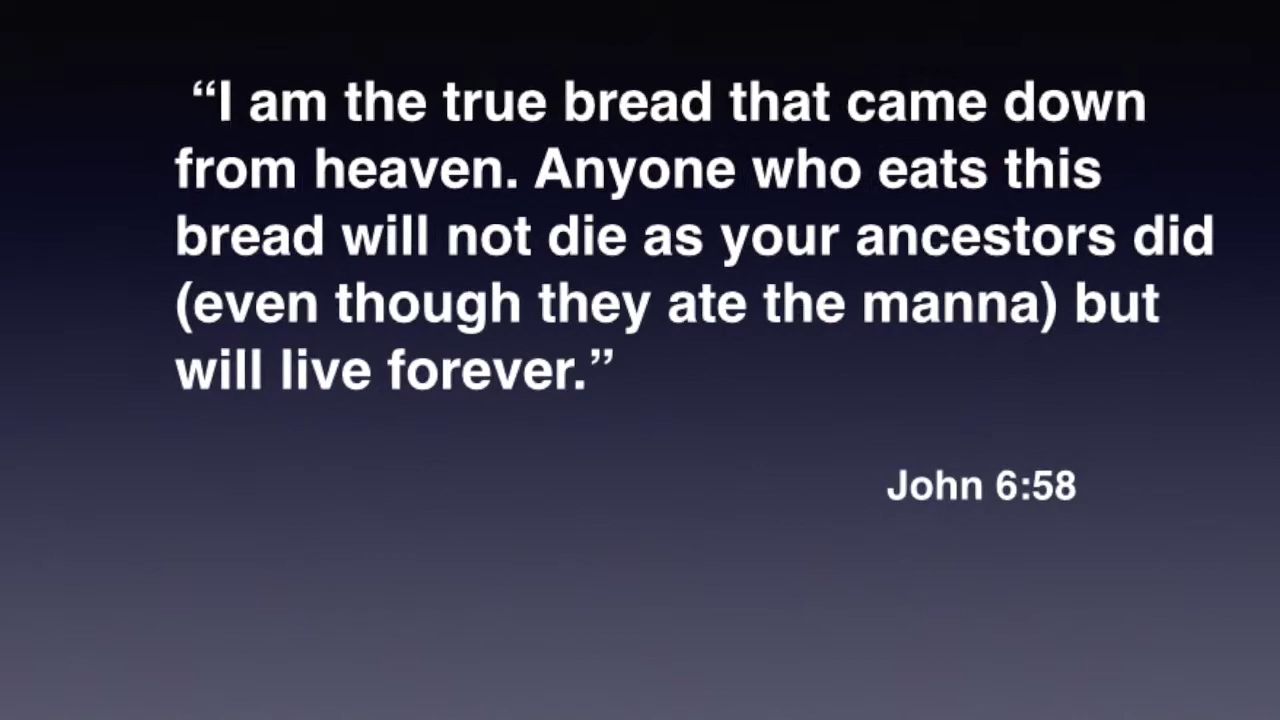 “I am the true bread that came down
from heaven. Anyone who eats this
bread will not die as your ancestors did
(even though they ate the manna) but
will live forever.”
John 6:58